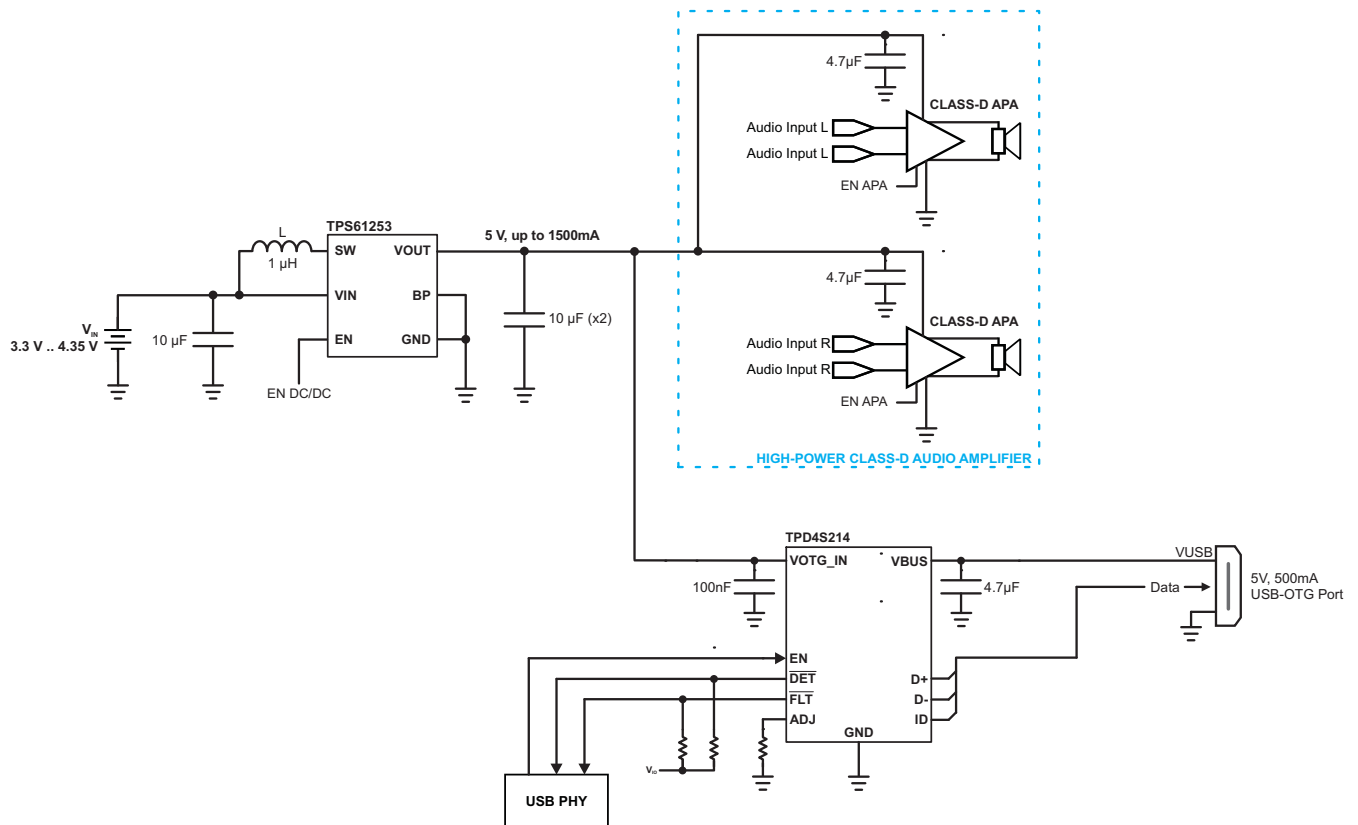 4.7µF
CLASS-D APA
Audio Input L
Audio Input L
EN APA
TPS61253
L
1 µH
SW
VOUT
5 V, up to 1500mA
VIN
BP
EN
GND
VIN
3.3 V .. 4.35 V
10 µF
EN DC/DC
10 µF (x2)
4.7µF
CLASS-D APA
Audio Input R
Audio Input R
EN APA
HIGH-POWER CLASS-D AUDIO AMPLIFIER
TPD4S214
VOTG_IN
VBUS
100nF
4.7µF
VUSB
Data
5V, 500mA
USB-OTG Port
EN
DET
FLT
ADJ
D+
D-
ID
GND
VIO
USB PHY